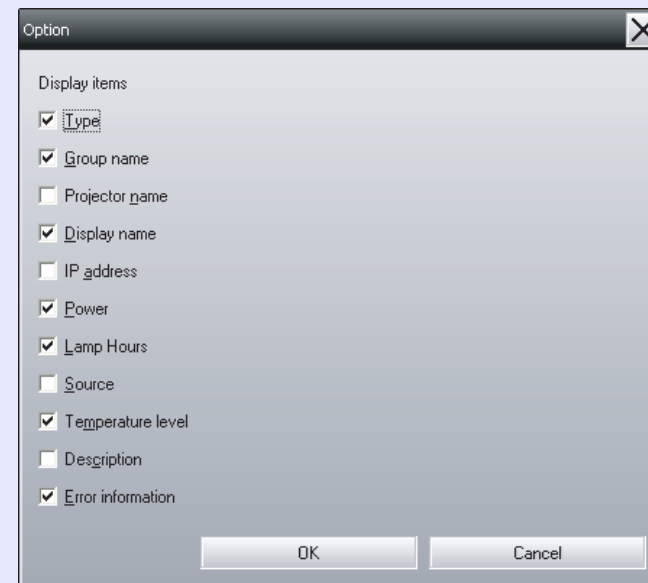 Option
Display items
Type
Group name
Projector name
Display name
IP address
Power
Lamp Hours
Source
Temperature level
Description
Error information
OK Cancel